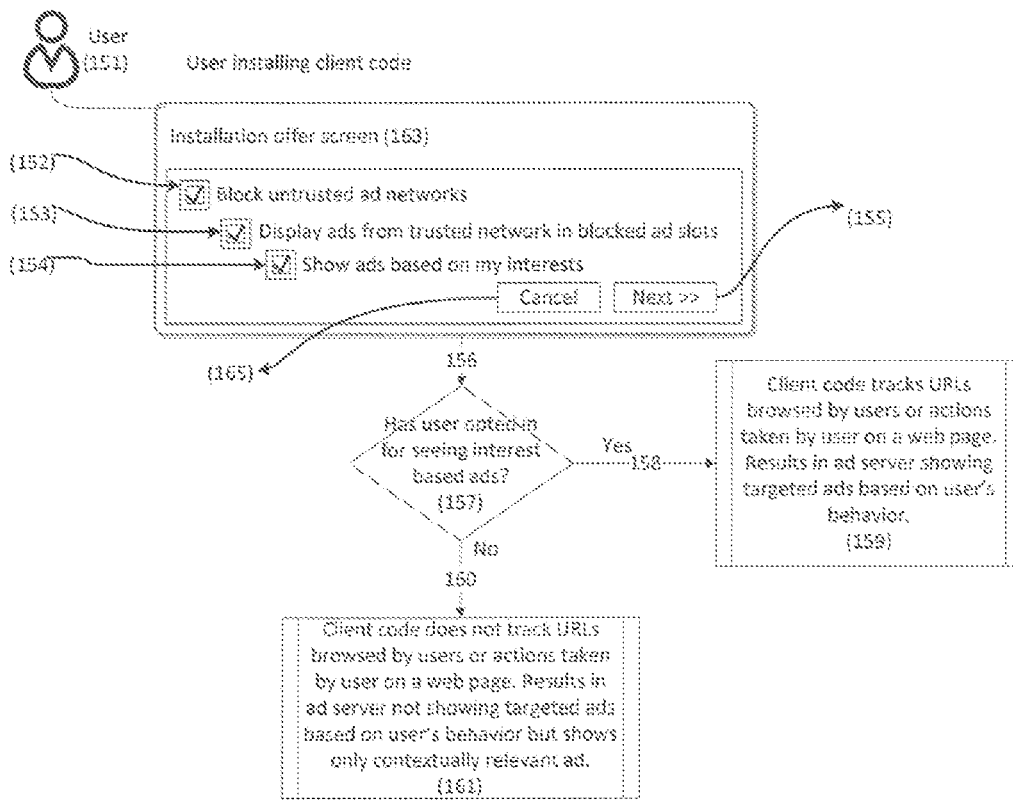 User
(151)
User installing client code
Installation offer screen (163)
(152)
Block untrusted ad networks
(153)
Display ads from trusted network in blocked ad slots
(155)
(154)
Show ads based on my interests
Cancel
Next >>
(165)
156
Has user opted-in
for seeing interest
based ads?
(157)
Yes
158
Client code tracks URLs
browsed by users or actions
taken by user on a web page.
Results in ad server showing
targeted ads based on user's
behavior.
(159)
No
160
Client code does not track URLs
browsed by users or actions taken
by user on a web page. Results in
ad server not showing targeted ads
based on user's behavior but shows
only contextually relevant ad.
(161)